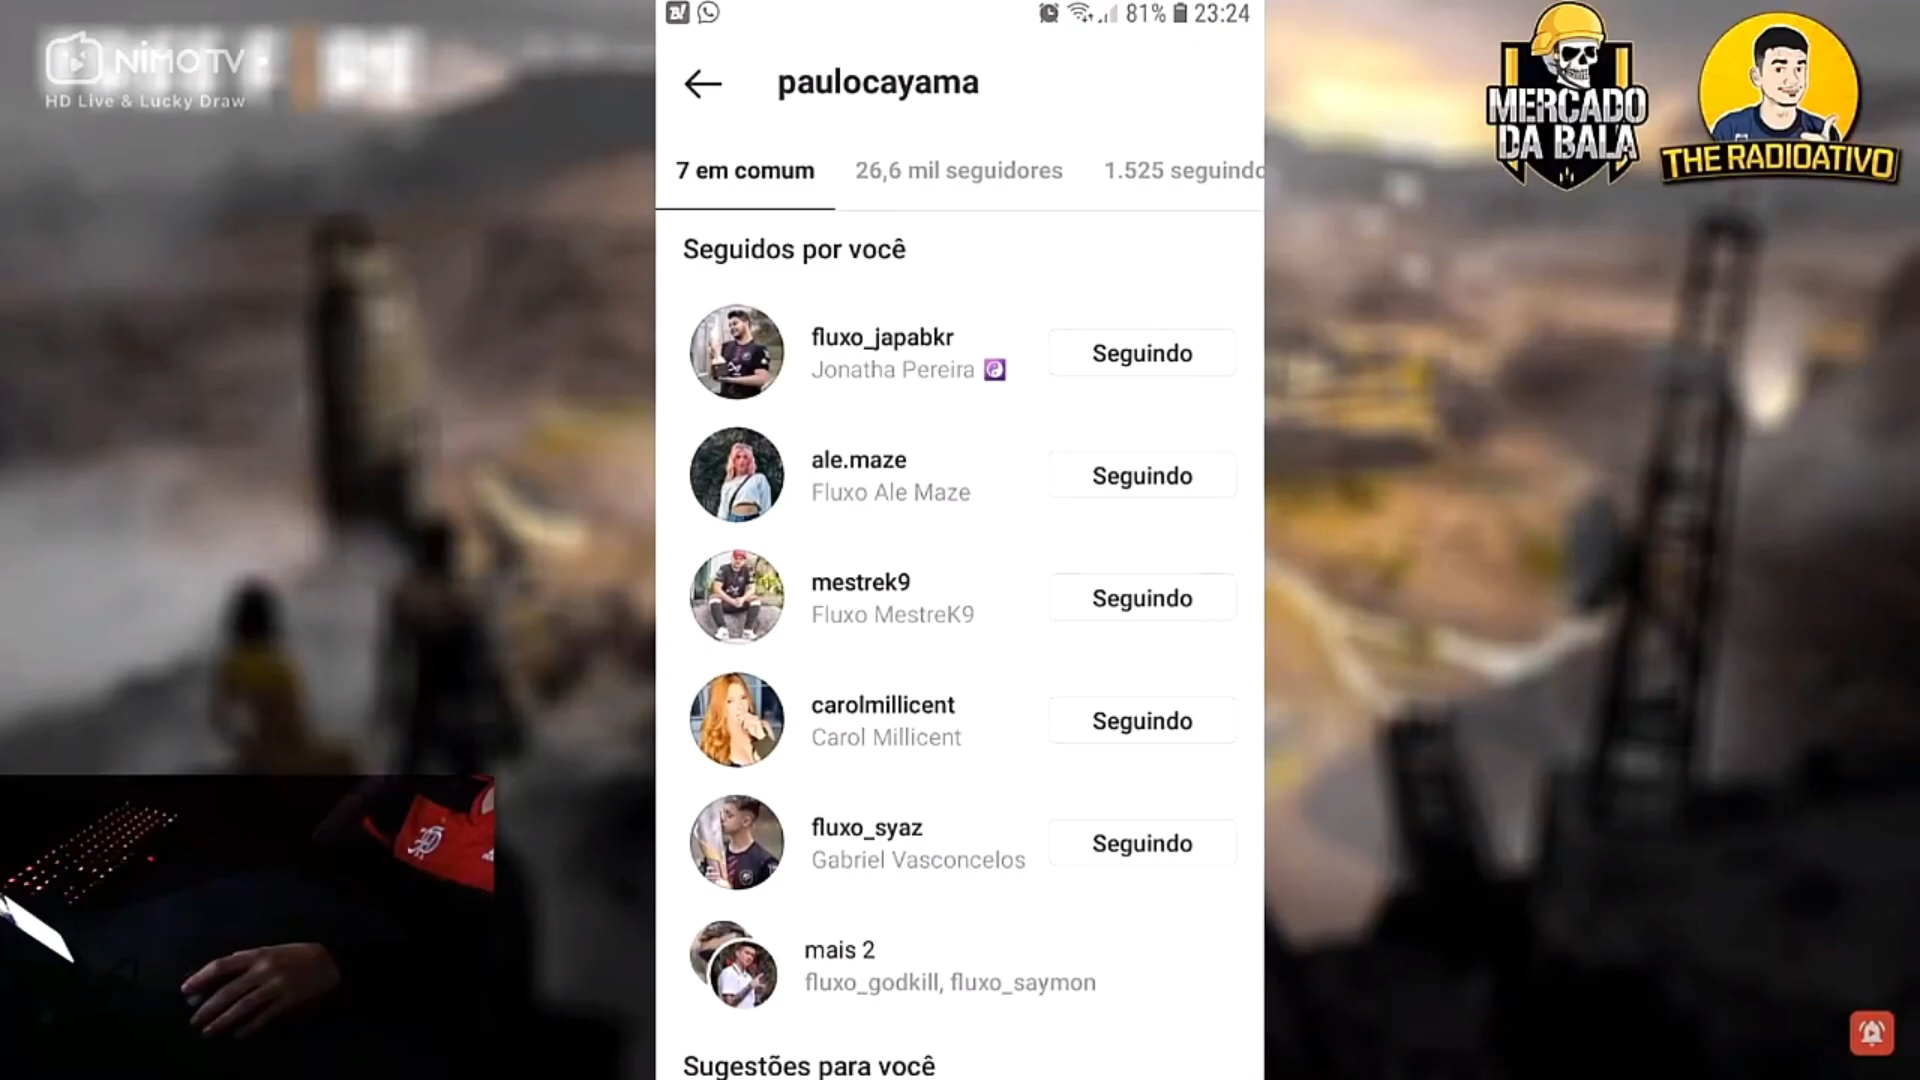 NiMO TV
HD Live & Lucky Draw
81% 23:24
paulocayama
7 em comum
26,6 mil seguidores
1.525 seguindo
Seguidos por você
fluxo_japabkr
Jonatha Pereira
Seguindo
ale.maze
Fluxo Ale Maze
Seguindo
mestrek9
Fluxo MestreK9
Seguindo
carolmillicent
Carol Millicent
Seguindo
fluxo_syaz
Gabriel Vasconcelos
Seguindo
mais 2
fluxo_godkill, fluxo_saymon
Sugestões para você
MERCADO
DA BALA
THE RADIOATIVO